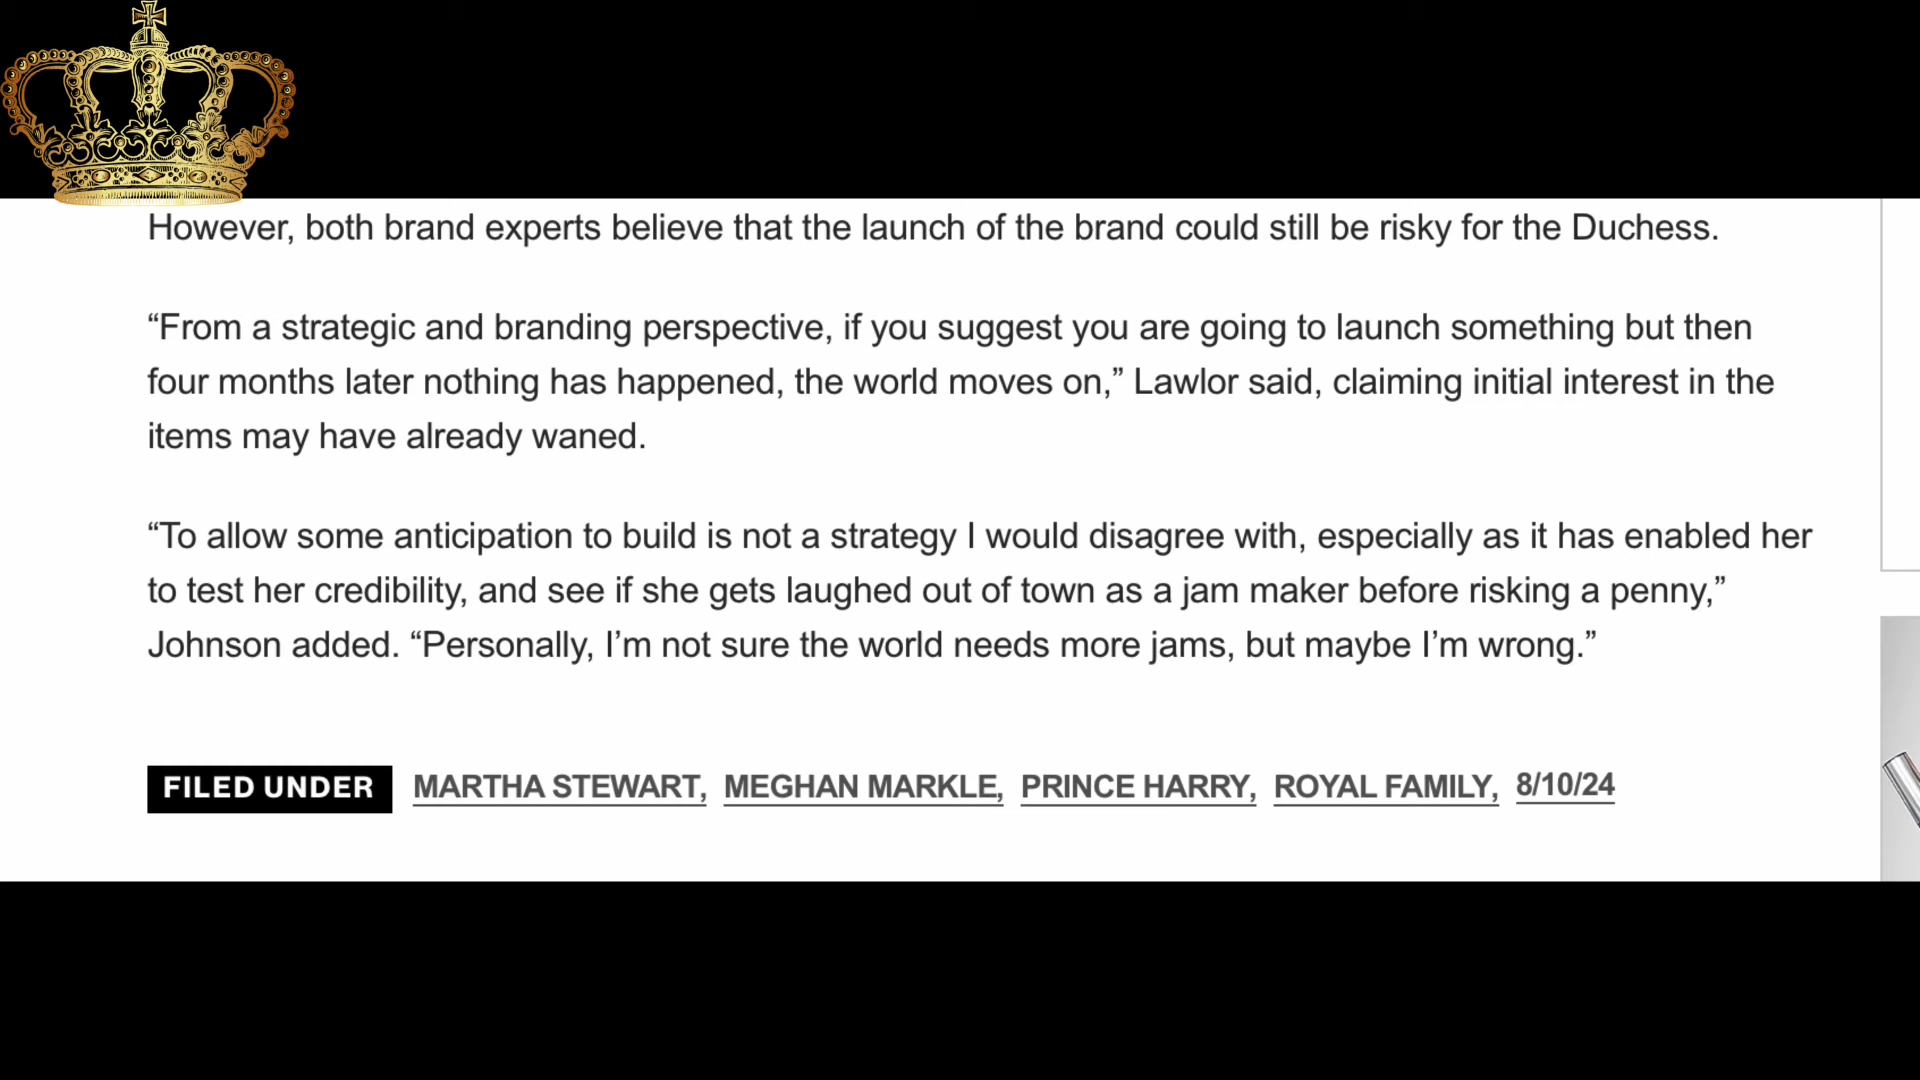 However, both brand experts believe that the launch of the brand could still be risky for the Duchess.
“From a strategic and branding perspective, if you suggest you are going to launch something but then
four months later nothing has happened, the world moves on,” Lawlor said, claiming initial interest in the
items may have already waned.
“To allow some anticipation to build is not a strategy I would disagree with, especially as it has enabled her
to test her credibility, and see if she gets laughed out of town as a jam maker before risking a penny,”
Johnson added. “Personally, I’m not sure the world needs more jams, but maybe I’m wrong.”
FILED UNDER MARTHA STEWART, MEGHAN MARKLE, PRINCE HARRY, ROYAL FAMILY, 8/10/24